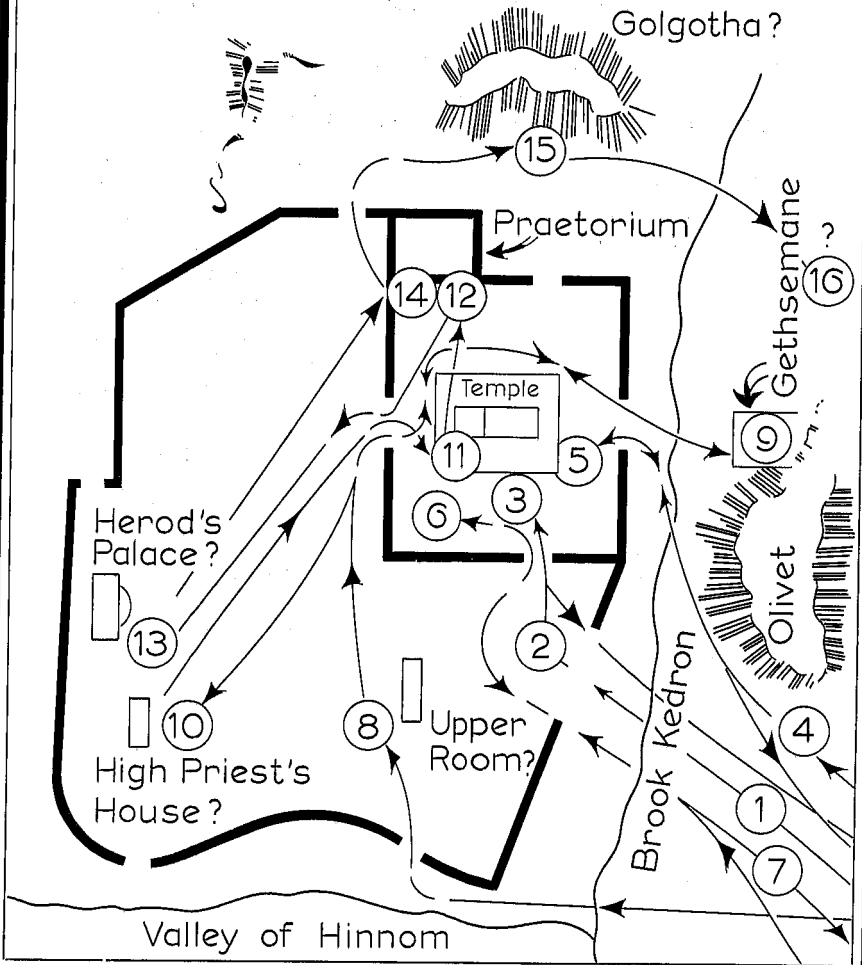 Golgotha?
15
Praetorium
Gethsemane
?
16
14
12
Temple
9
11
5
3
6
Herod's
Palace?
Olivet
13
2
10
8
Upper
Room?
4
High Priest's
House?
Brook Kedron
1
7
Valley of Hinnom